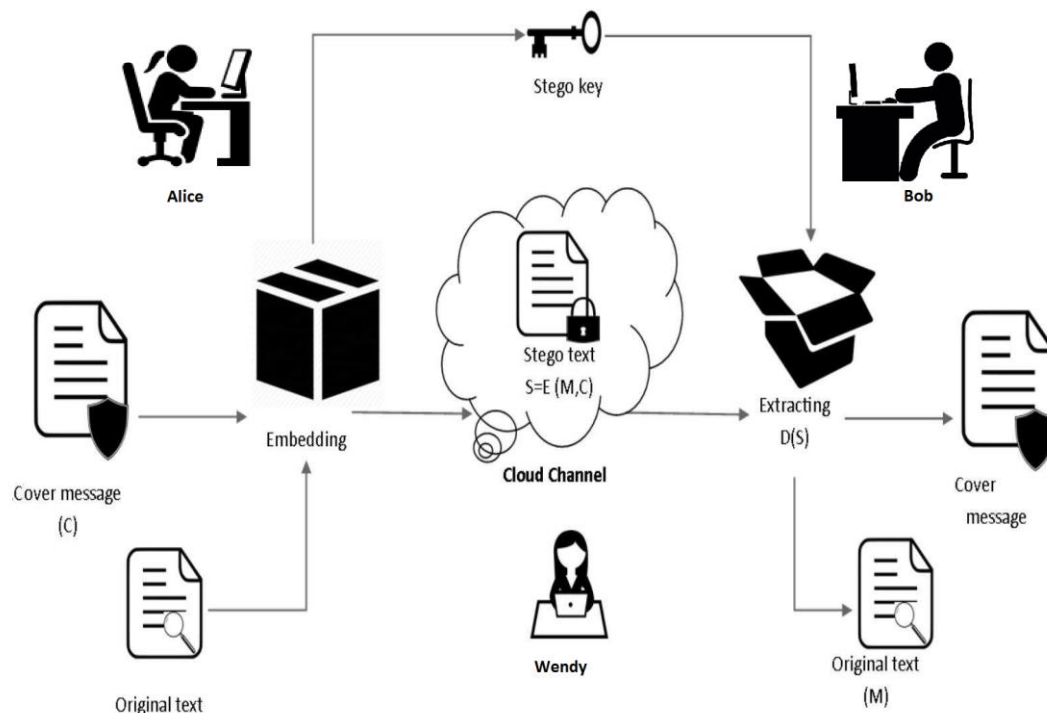 Stego key
Alice
Bob
Stego text
S=E (M,C)
Extracting
D(S)
Embedding
Cloud Channel
Cover message
(C)
Cover
message
Wendy
Original text
(M)
Original text